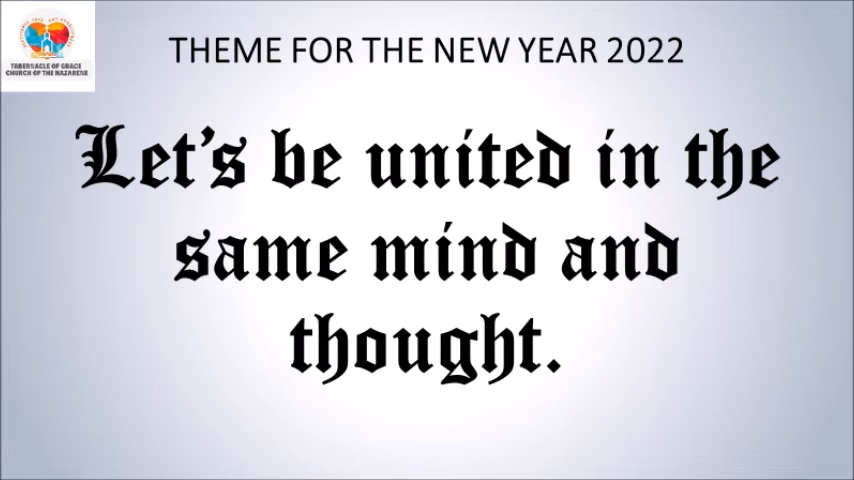 TABERNACLE OF GRACE
CHURCH OF THE NAZARENE
THEME FOR THE NEW YEAR 2022
Let's be united in the
same mind and
thought.